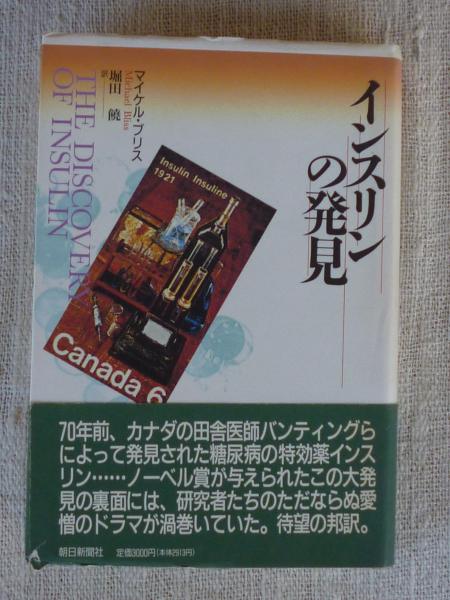 インスリン
の発見
マイケル・ブリス
Michael Bliss
堀田 饒
訳
THE DISCOVERY
OF INSULIN
Insulin Insuline
1921
Canada 6
70年前、カナダの田舎医師バンティングら
によって発見された糖尿病の特効薬インス
リン……ノーベル賞が与えられたこの大発
見の裏面には、研究者たちのただならぬ愛
憎のドラマが渦巻いていた。待望の邦訳。
朝日新聞社 定価3000円(本体2913円)